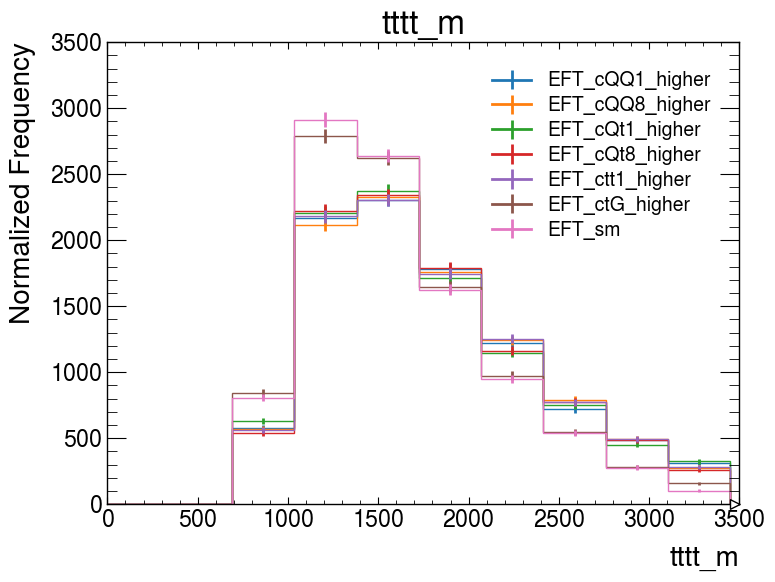 tttt_m
Normalized Frequency
3500
3000
2500
2000
1500
1000
500
0
EFT_cQQ1_higher
EFT_cQQ8_higher
EFT_cQt1_higher
EFT_cQt8_higher
EFT_ctt1_higher
EFT_ctG_higher
EFT_sm
0 500 1000 1500 2000 2500 3000 3500
tttt_m